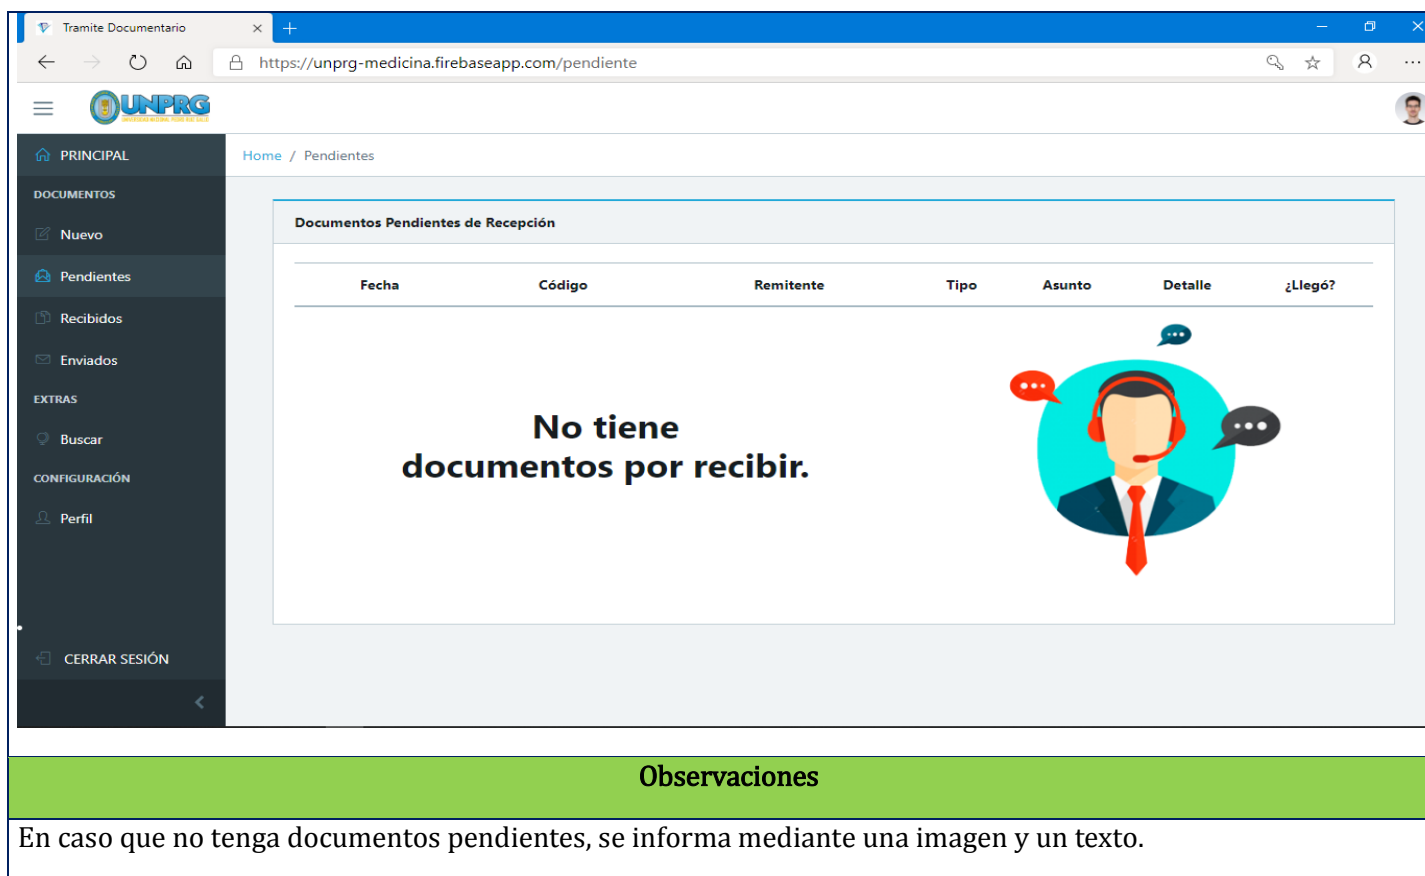 Tramite Documentario
https://unprg-medicina.firebaseapp.com/pendiente
UNPRG
PRINCIPAL
Home / Pendientes
DOCUMENTOS
Nuevo
Pendientes
Recibidos
Enviados
EXTRAS
Buscar
CONFIGURACIÓN
Perfil
CERRAR SESIÓN
Documentos Pendientes de Recepción
Fecha Código Remitente Tipo Asunto Detalle ¿Llegó?
No tiene
documentos por recibir.
Observaciones
En caso que no tenga documentos pendientes, se informa mediante una imagen y un texto.